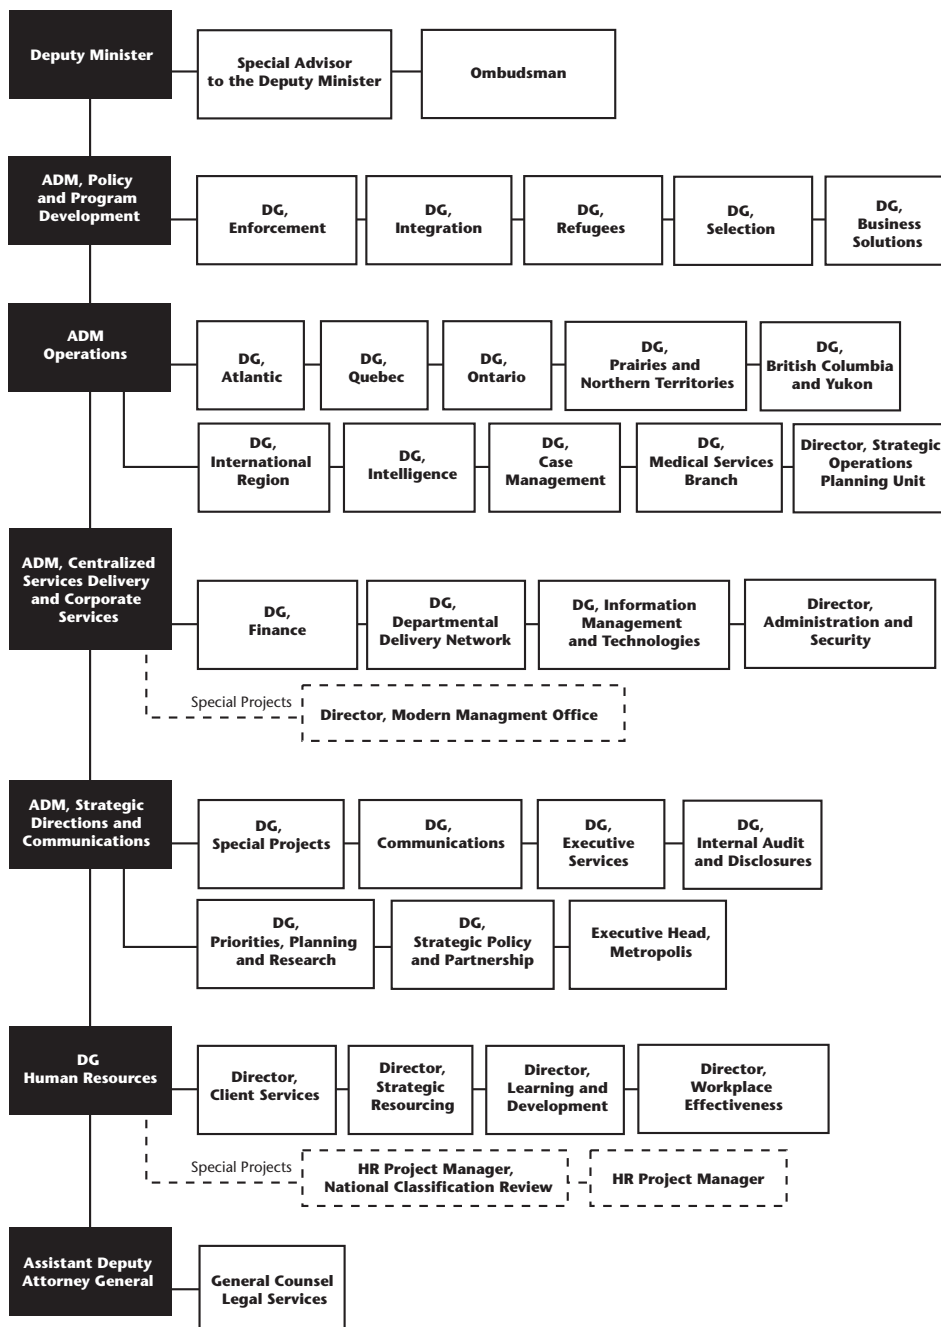 Deputy Minister
Special Advisor
to the Deputy Minister
Ombudsman
ADM, Policy
and Program
Development
DG,
Enforcement
DG,
Integration
DG,
Refugees
DG,
Selection
DG,
Business
Solutions
ADM
Operations
DG,
Atlantic
DG,
Quebec
DG,
Ontario
DG,
Prairies and
Northern Territories
DG,
British Columbia
and Yukon
DG,
International
Region
DG,
Intelligence
DG,
Case
Management
DG,
Medical Services
Branch
Director, Strategic
Operations
Planning Unit
ADM, Centralized
Services Delivery
and Corporate
Services
DG,
Finance
DG,
Departmental
Delivery Network
DG, Information
Management
and Technologies
Director,
Administration and
Security
Special Projects
Director, Modern Managment Office
ADM, Strategic
Directions and
Communications
DG,
Special Projects
DG,
Communications
DG,
Executive
Services
DG,
Internal Audit
and Disclosures
DG,
Priorities, Planning
and Research
DG,
Strategic Policy
and Partnership
Executive Head,
Metropolis
DG
Human Resources
Director,
Client Services
Director,
Strategic
Resourcing
Director,
Learning and
Development
Director,
Workplace
Effectiveness
Special Projects
HR Project Manager,
National Classification Review
HR Project Manager
Assistant Deputy
Attorney General
General Counsel
Legal Services